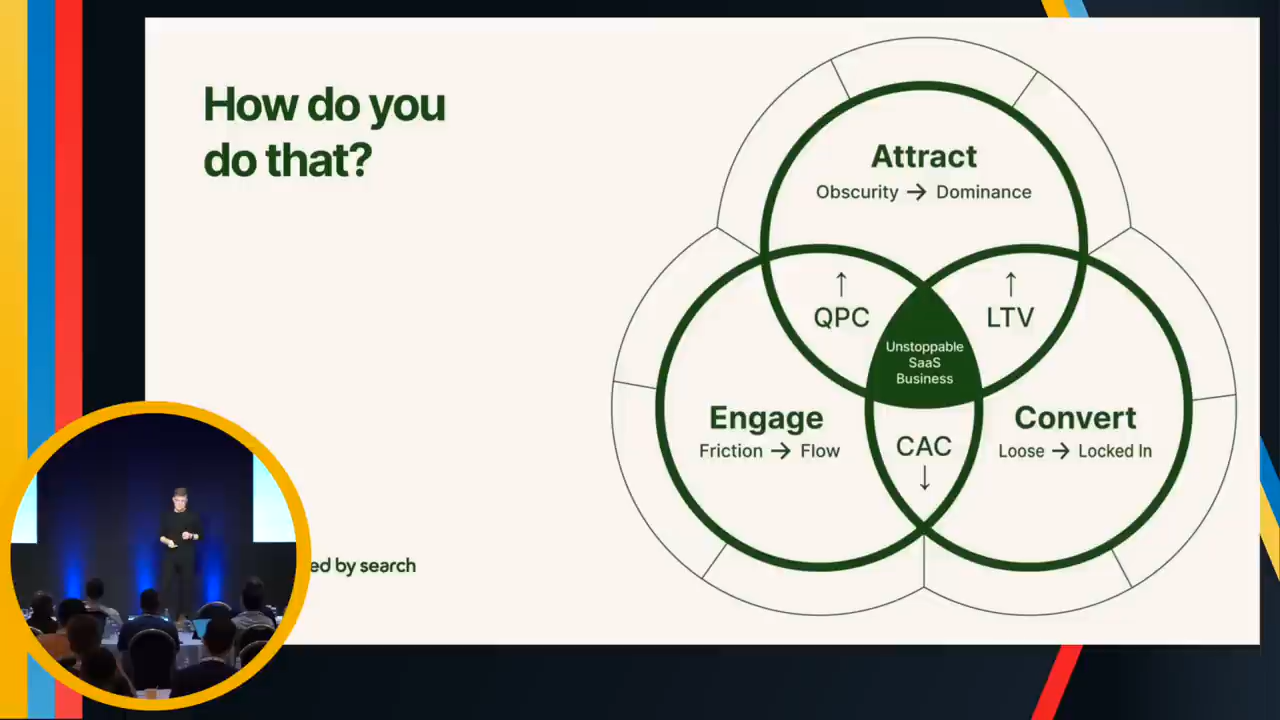 How do you
do that?
Attract
Obscurity → Dominance
↑
QPC
↑
LTV
Unstoppable
SaaS
Business
Engage
Friction → Flow
CAC
↓
Convert
Loose → Locked In
ed by search